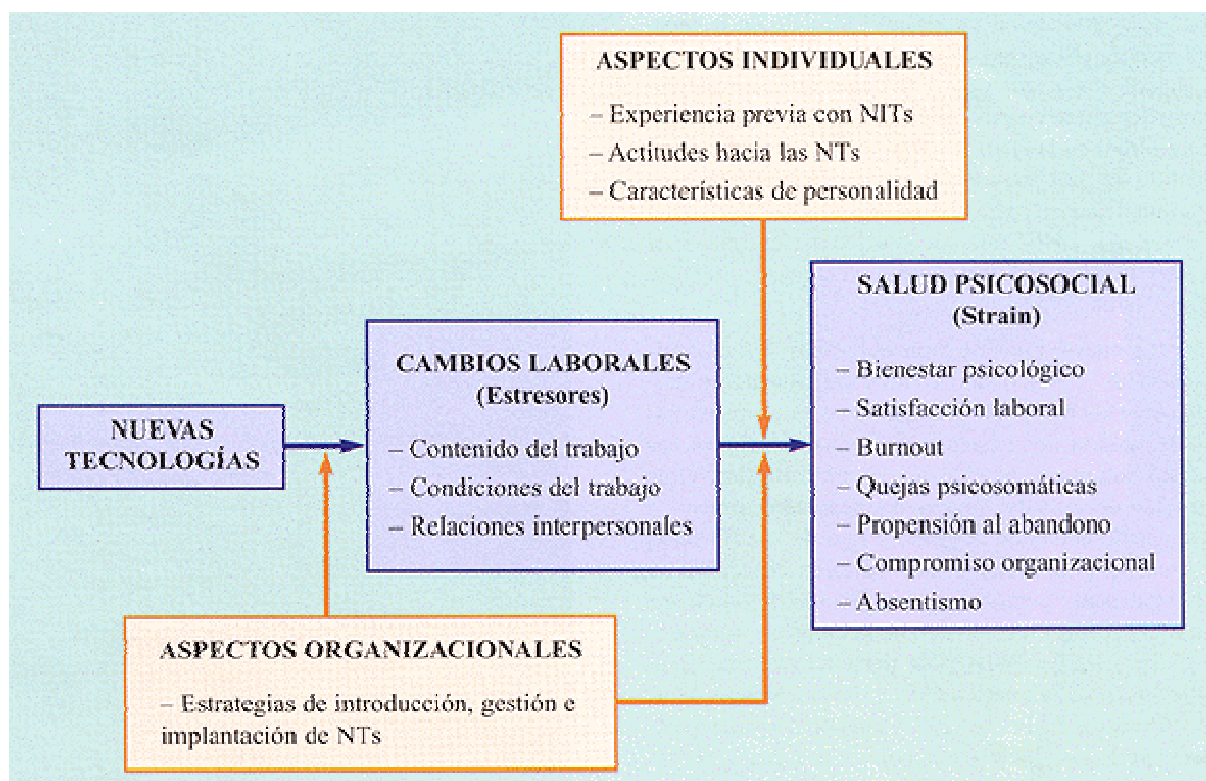 ASPECTOS INDIVIDUALES
– Experiencia previa con NITs
– Actitudes hacia las NTs
– Características de personalidad
SALUD PSICOSOCIAL
(Strain)
– Bienestar psicológico
– Satisfacción laboral
– Burnout
– Quejas psicosomáticas
– Propensión al abandono
– Compromiso organizacional
– Absentismo
CAMBIOS LABORALES
(Estresores)
– Contenido del trabajo
– Condiciones del trabajo
– Relaciones interpersonales
NUEVAS
TECNOLOGÍAS
ASPECTOS ORGANIZACIONALES
– Estrategias de introducción, gestión e
implantación de NTs